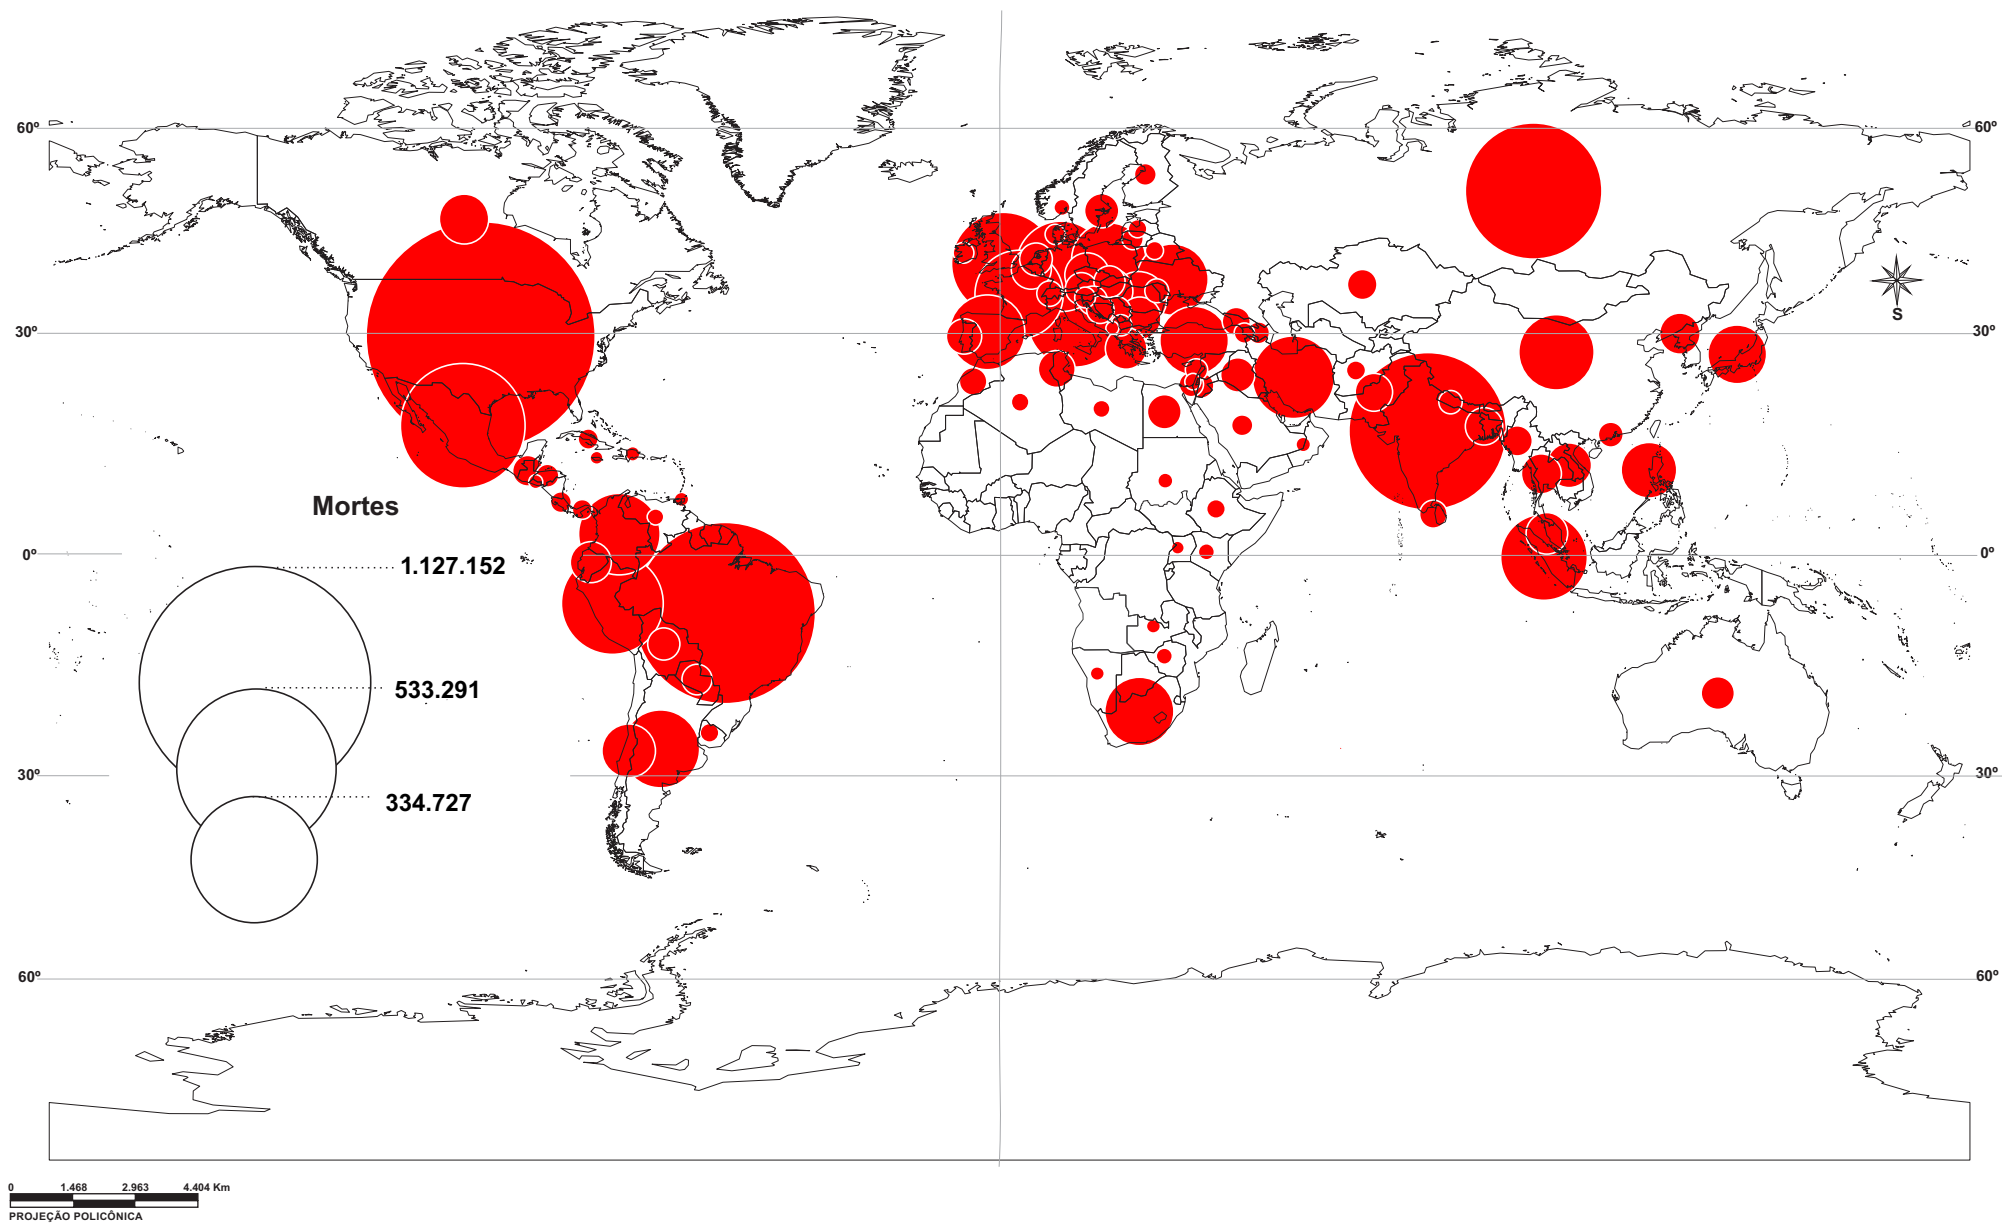 60º
60º
S
30º
30º
Mortes
1.127.152
0º
0º
533.291
30º
30º
334.727
60º
60º
0 1.468 2.963 4.404 Km
PROJEÇÃO POLICÔNICA